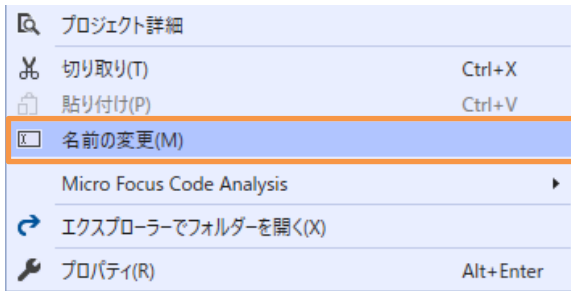 プロジェクト詳細
切り取り(T) Ctrl+X
貼り付け(P) Ctrl+V
名前の変更(M)
Micro Focus Code Analysis
エクスプローラーでフォルダーを開く(X)
プロパティ(R) Alt+Enter